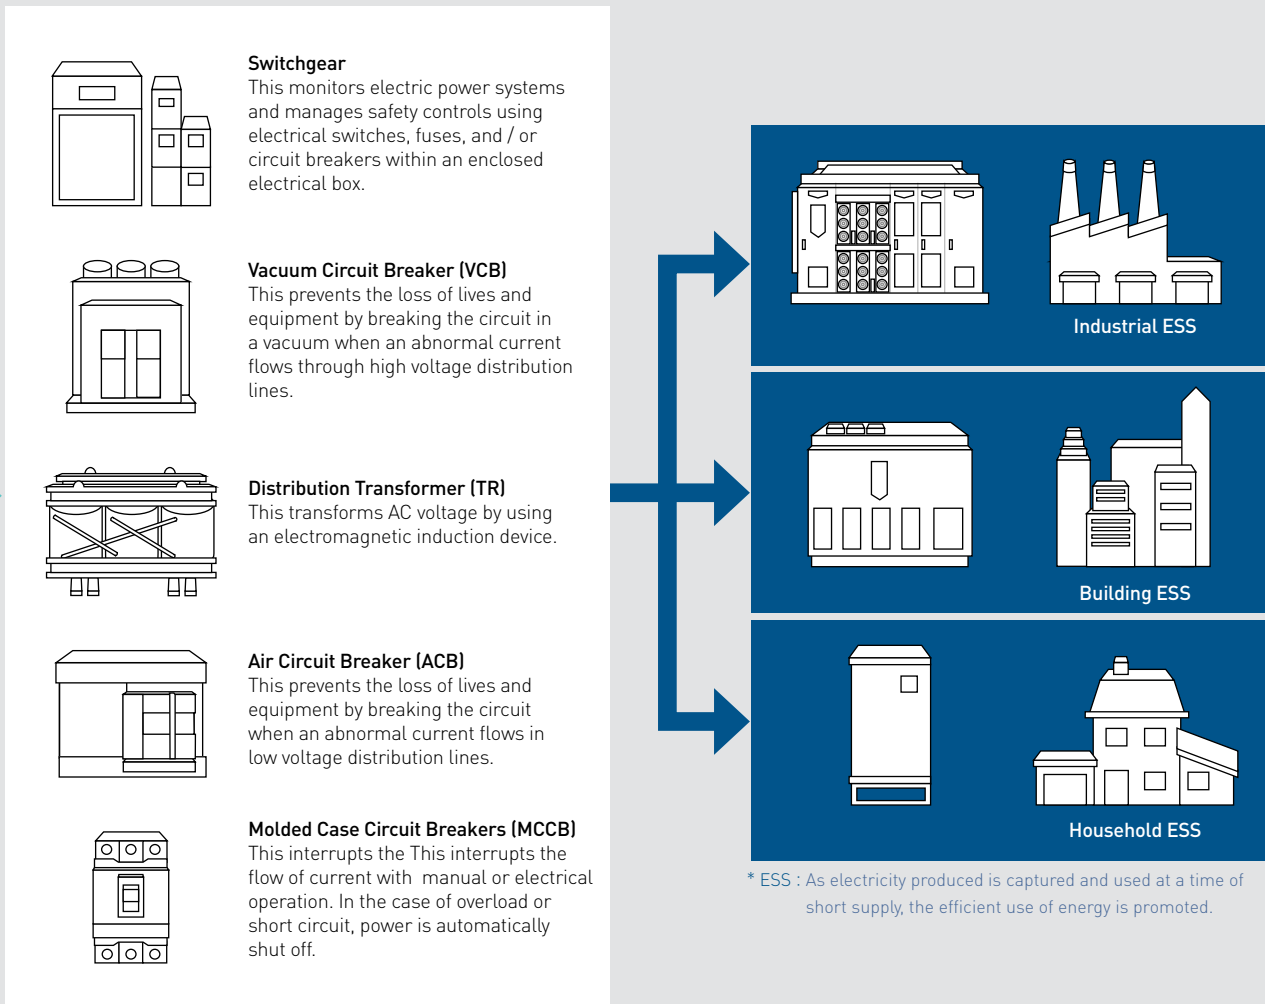 Switchgear
This monitors electric power systems
and manages safety controls using
electrical switches, fuses, and / or
circuit breakers within an enclosed
electrical box.
Vacuum Circuit Breaker (VCB)
This prevents the loss of lives and
equipment by breaking the circuit in
a vacuum when an abnormal current
flows through high voltage distribution
lines.
Distribution Transformer (TR)
This transforms AC voltage by using
an electromagnetic induction device.
Air Circuit Breaker (ACB)
This prevents the loss of lives and
equipment by breaking the circuit
when an abnormal current flows in
low voltage distribution lines.
Molded Case Circuit Breakers (MCCB)
This interrupts the This interrupts the
flow of current with manual or electrical
operation. In the case of overload or
short circuit, power is automatically
shut off.
Industrial ESS
Building ESS
Household ESS
* ESS : As electricity produced is captured and used at a time of
short supply, the efficient use of energy is promoted.